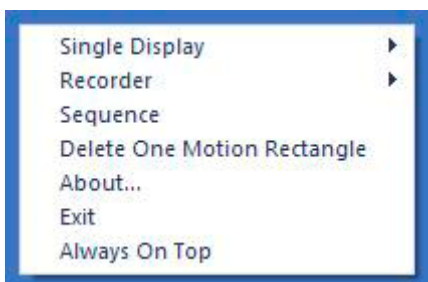 Single Display
Recorder
Sequence
Delete One Motion Rectangle
About...
Exit
Always On Top